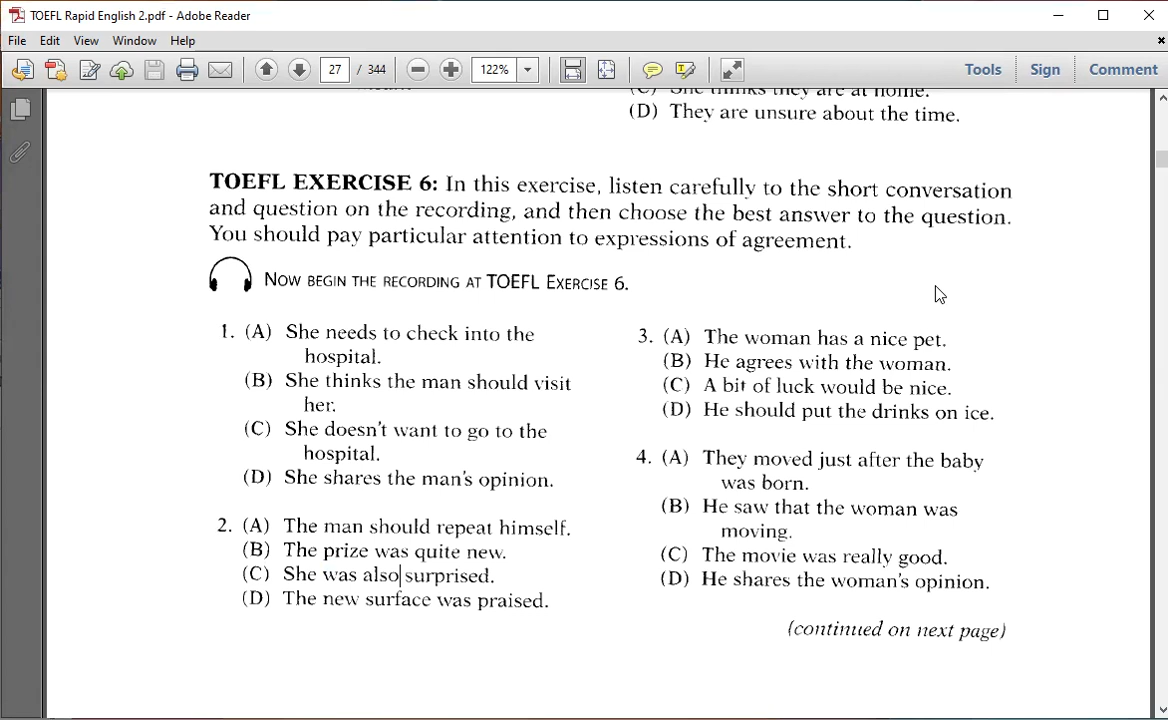 TOEFL Rapid English 2.pdf - Adobe Reader
File Edit View Window Help
27 / 344 122% Tools Sign Comment
(C) She thinks they are at home.
(D) They are unsure about the time.
TOEFL EXERCISE 6: In this exercise, listen carefully to the short conversation
and question on the recording, and then choose the best answer to the question.
You should pay particular attention to expressions of agreement.
NOW BEGIN THE RECORDING AT TOEFL EXERCISE 6.
1. (A) She needs to check into the
hospital.
(B) She thinks the man should visit
her.
(C) She doesn't want to go to the
hospital.
(D) She shares the man's opinion.
2. (A) The man should repeat himself.
(B) The prize was quite new.
(C) She was also surprised.
(D) The new surface was praised.
3. (A) The woman has a nice pet.
(B) He agrees with the woman.
(C) A bit of luck would be nice.
(D) He should put the drinks on ice.
4. (A) They moved just after the baby
was born.
(B) He saw that the woman was
moving.
(C) The movie was really good.
(D) He shares the woman's opinion.
(continued on next page)